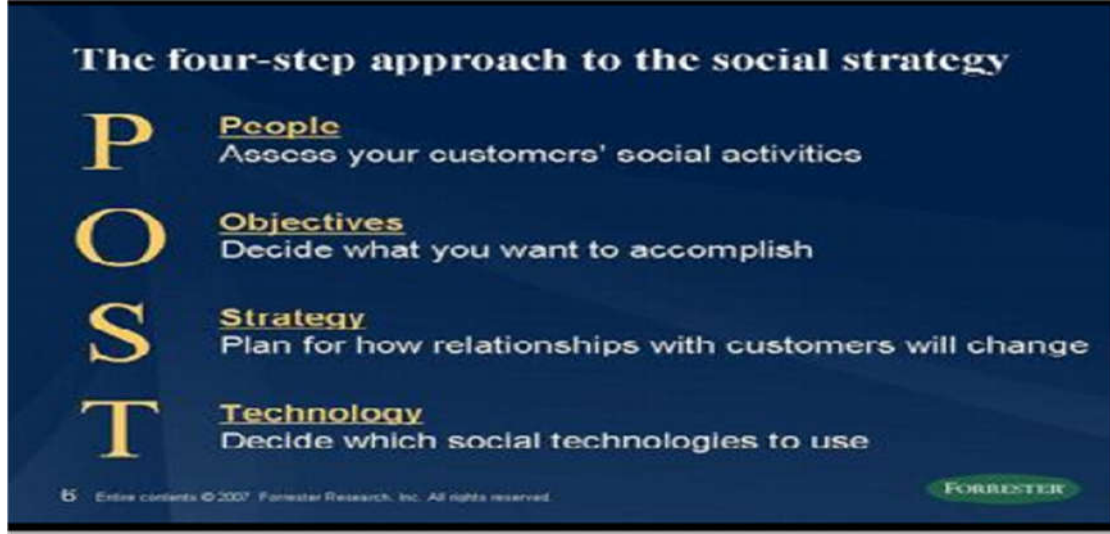 The four-step approach to the social strategy
P
People
Assess your customers' social activities
O
Objectives
Decide what you want to accomplish
S
Strategy
Plan for how relationships with customers will change
T
Technology
Decide which social technologies to use
Entire contents © 2007 Forrester Research, Inc. All rights reserved.
FORRESTER